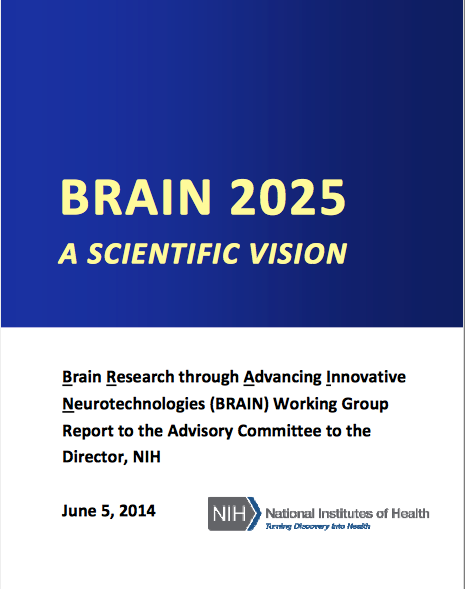 BRAIN 2025
A SCIENTIFIC VISION
Brain Research through Advancing Innovative
Neurotechnologies (BRAIN) Working Group
Report to the Advisory Committee to the
Director, NIH
June 5, 2014
NIH National Institutes of Health
Turning Discovery Into Health